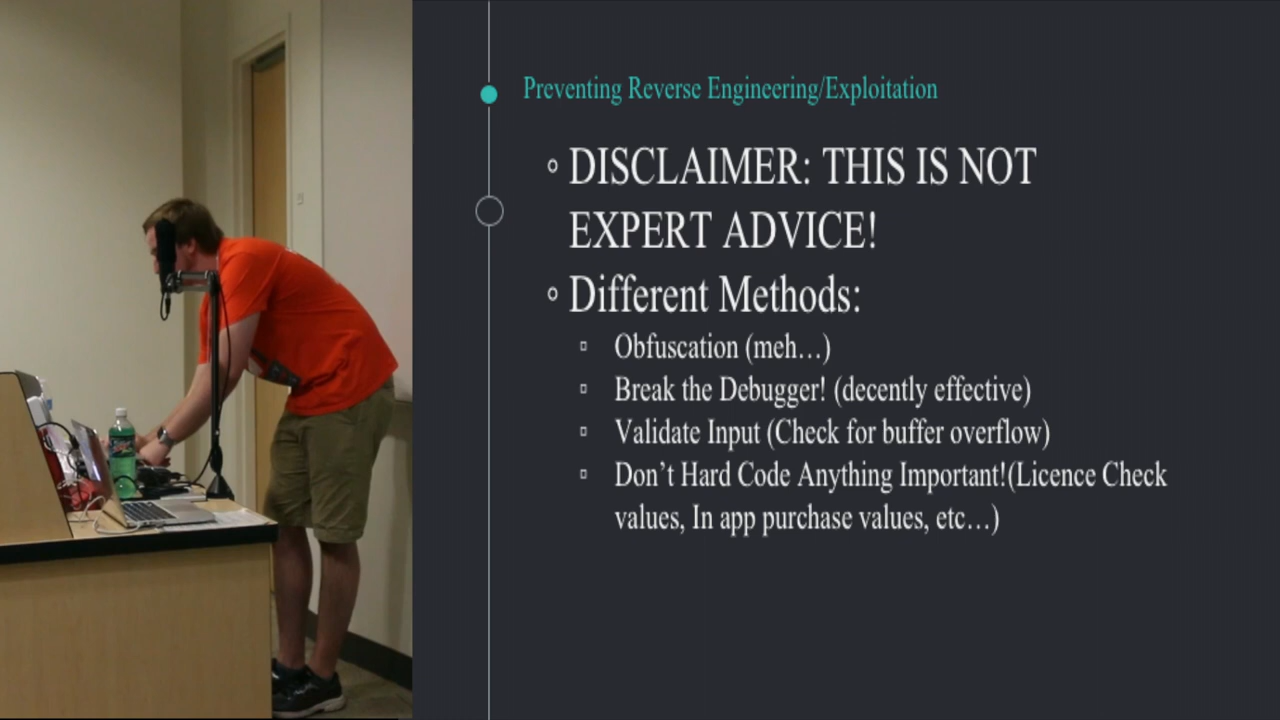 Preventing Reverse Engineering/Exploitation
DISCLAIMER: THIS IS NOT
EXPERT ADVICE!
Different Methods:
Obfuscation (meh…)
Break the Debugger! (decently effective)
Validate Input (Check for buffer overflow)
Don’t Hard Code Anything Important!(Licence Check
values, In app purchase values, etc…)